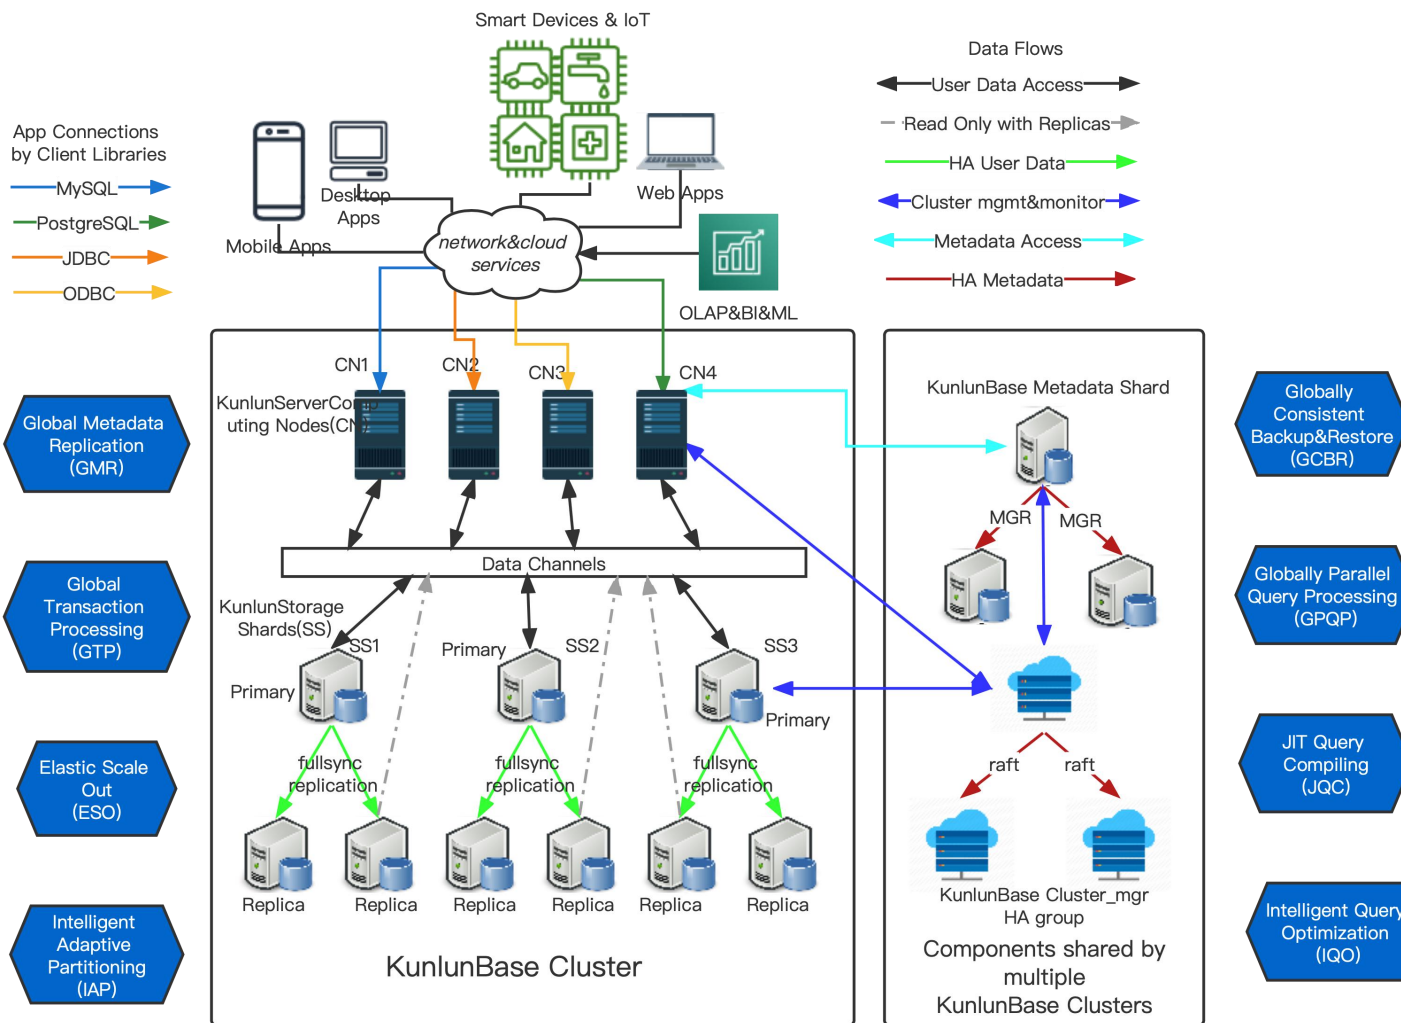 Smart Devices & IoT
Data Flows
User Data Access
Read Only with Replicas
HA User Data
Cluster mgmt&monitor
Metadata Access
HA Metadata
App Connections
by Client Libraries
MySQL
PostgreSQL
JDBC
ODBC
Desktop
Apps
Mobile Apps
Web Apps
network&cloud
services
OLAP&BI&ML
CN1
CN2
CN3
CN4
KunlunServerComp
uting Nodes(CN)
Data Channels
KunlunStorage
Shards(SS)
SS1
Primary
SS2
Primary
SS3
Primary
fullsync
replication
fullsync
replication
fullsync
replication
Replica
Replica
Replica
Replica
Replica
Replica
KunlunBase Cluster
KunlunBase Metadata Shard
MGR
MGR
raft
raft
KunlunBase Cluster_mgr
HA group
Components shared by
multiple
KunlunBase Clusters
Global Metadata
Replication
(GMR)
Global
Transaction
Processing
(GTP)
Elastic Scale
Out
(ESO)
Intelligent
Adaptive
Partitioning
(IAP)
Globally
Consistent
Backup&Restore
(GCBR)
Globally Parallel
Query Processing
(GPQP)
JIT Query
Compiling
(JQC)
Intelligent Query
Optimization
(IQO)